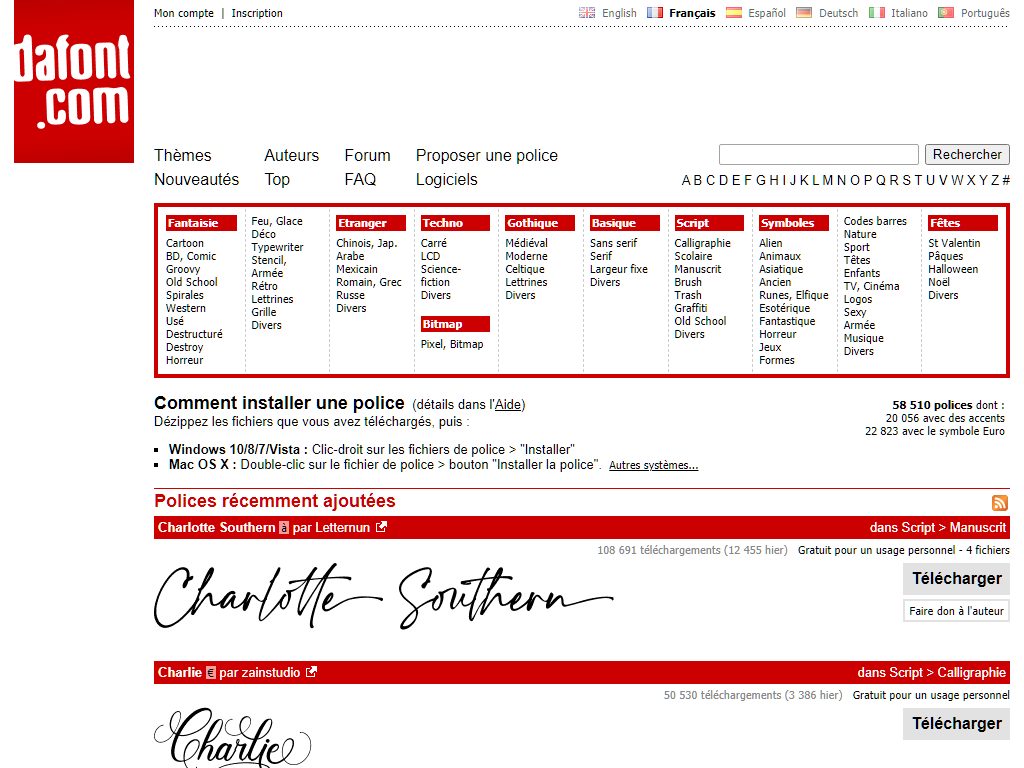 dafont
.com
Mon compte | Inscription
English Français Español Deutsch Italiano Português
Thèmes Auteurs Forum Proposer une police
Rechercher
Nouveautés Top FAQ Logiciels
A B C D E F G H I J K L M N O P Q R S T U V W X Y Z #
Fantaisie
Cartoon
BD, Comic
Groovy
Old School
Spirales
Western
Usé
Destructuré
Destroy
Horreur
Feu, Glace
Déco
Typewriter
Stencil,
Armée
Rétro
Lettrines
Grille
Divers
Etranger
Chinois, Jap.
Arabe
Mexicain
Romain, Grec
Russe
Divers
Techno
Carré
LCD
Science-
fiction
Divers
Bitmap
Pixel, Bitmap
Gothique
Médiéval
Moderne
Celtique
Lettrines
Divers
Basique
Sans serif
Serif
Largeur fixe
Divers
Script
Calligraphie
Scolaire
Manuscrit
Brush
Trash
Graffiti
Old School
Divers
Symboles
Alien
Animaux
Asiatique
Ancien
Runes, Elfique
Esotérique
Fantastique
Horreur
Jeux
Formes
Codes barres
Nature
Sport
Têtes
Enfants
TV, Cinéma
Logos
Sexy
Armée
Musique
Divers
Fêtes
St Valentin
Pâques
Halloween
Noël
Divers
Comment installer une police (détails dans l'Aide)
Dézippez les fichiers que vous avez téléchargés, puis :
Windows 10/8/7/Vista : Clic-droit sur les fichiers de police > "Installer"
Mac OS X : Double-clic sur le fichier de police > bouton "Installer la police". Autres systèmes...
58 510 polices dont :
20 056 avec des accents
22 823 avec le symbole Euro
Polices récemment ajoutées
Charlotte Southern à par Letternun dans Script > Manuscrit
108 691 téléchargements (12 455 hier) Gratuit pour un usage personnel - 4 fichiers
Charlotte Southern
Télécharger
Faire don à l'auteur
Charlie € par zainstudio dans Script > Calligraphie
50 530 téléchargements (3 386 hier) Gratuit pour un usage personnel
Charlie
Télécharger